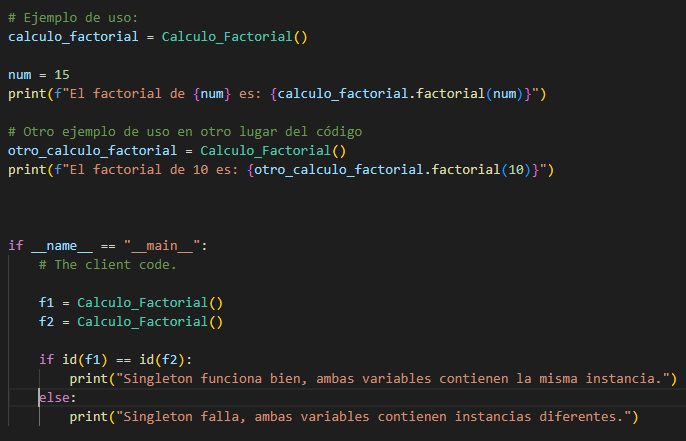 # Ejemplo de uso:
calculo_factorial = Calculo_Factorial()
num = 15
print(f"El factorial de {num} es: {calculo_factorial.factorial(num)}")
# Otro ejemplo de uso en otro lugar del código
otro_calculo_factorial = Calculo_Factorial()
print(f"El factorial de 10 es: {otro_calculo_factorial.factorial(10)}")
if __name__ == "__main__":
    # The client code.
    f1 = Calculo_Factorial()
    f2 = Calculo_Factorial()
    if id(f1) == id(f2):
        print("Singleton funciona bien, ambas variables contienen la misma instancia.")
    else:
        print("Singleton falla, ambas variables contienen instancias diferentes.")